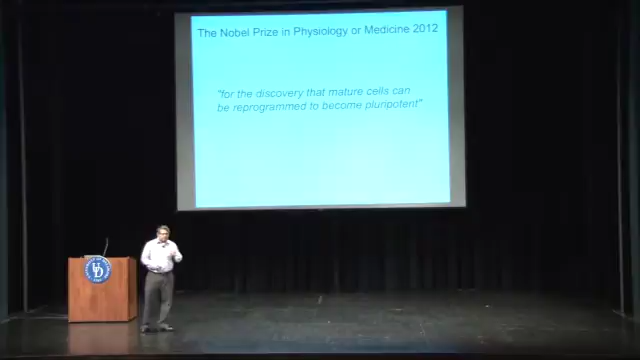 The Nobel Prize in Physiology or Medicine 2012
"for the discovery that mature cells can
be reprogrammed to become pluripotent"
UD